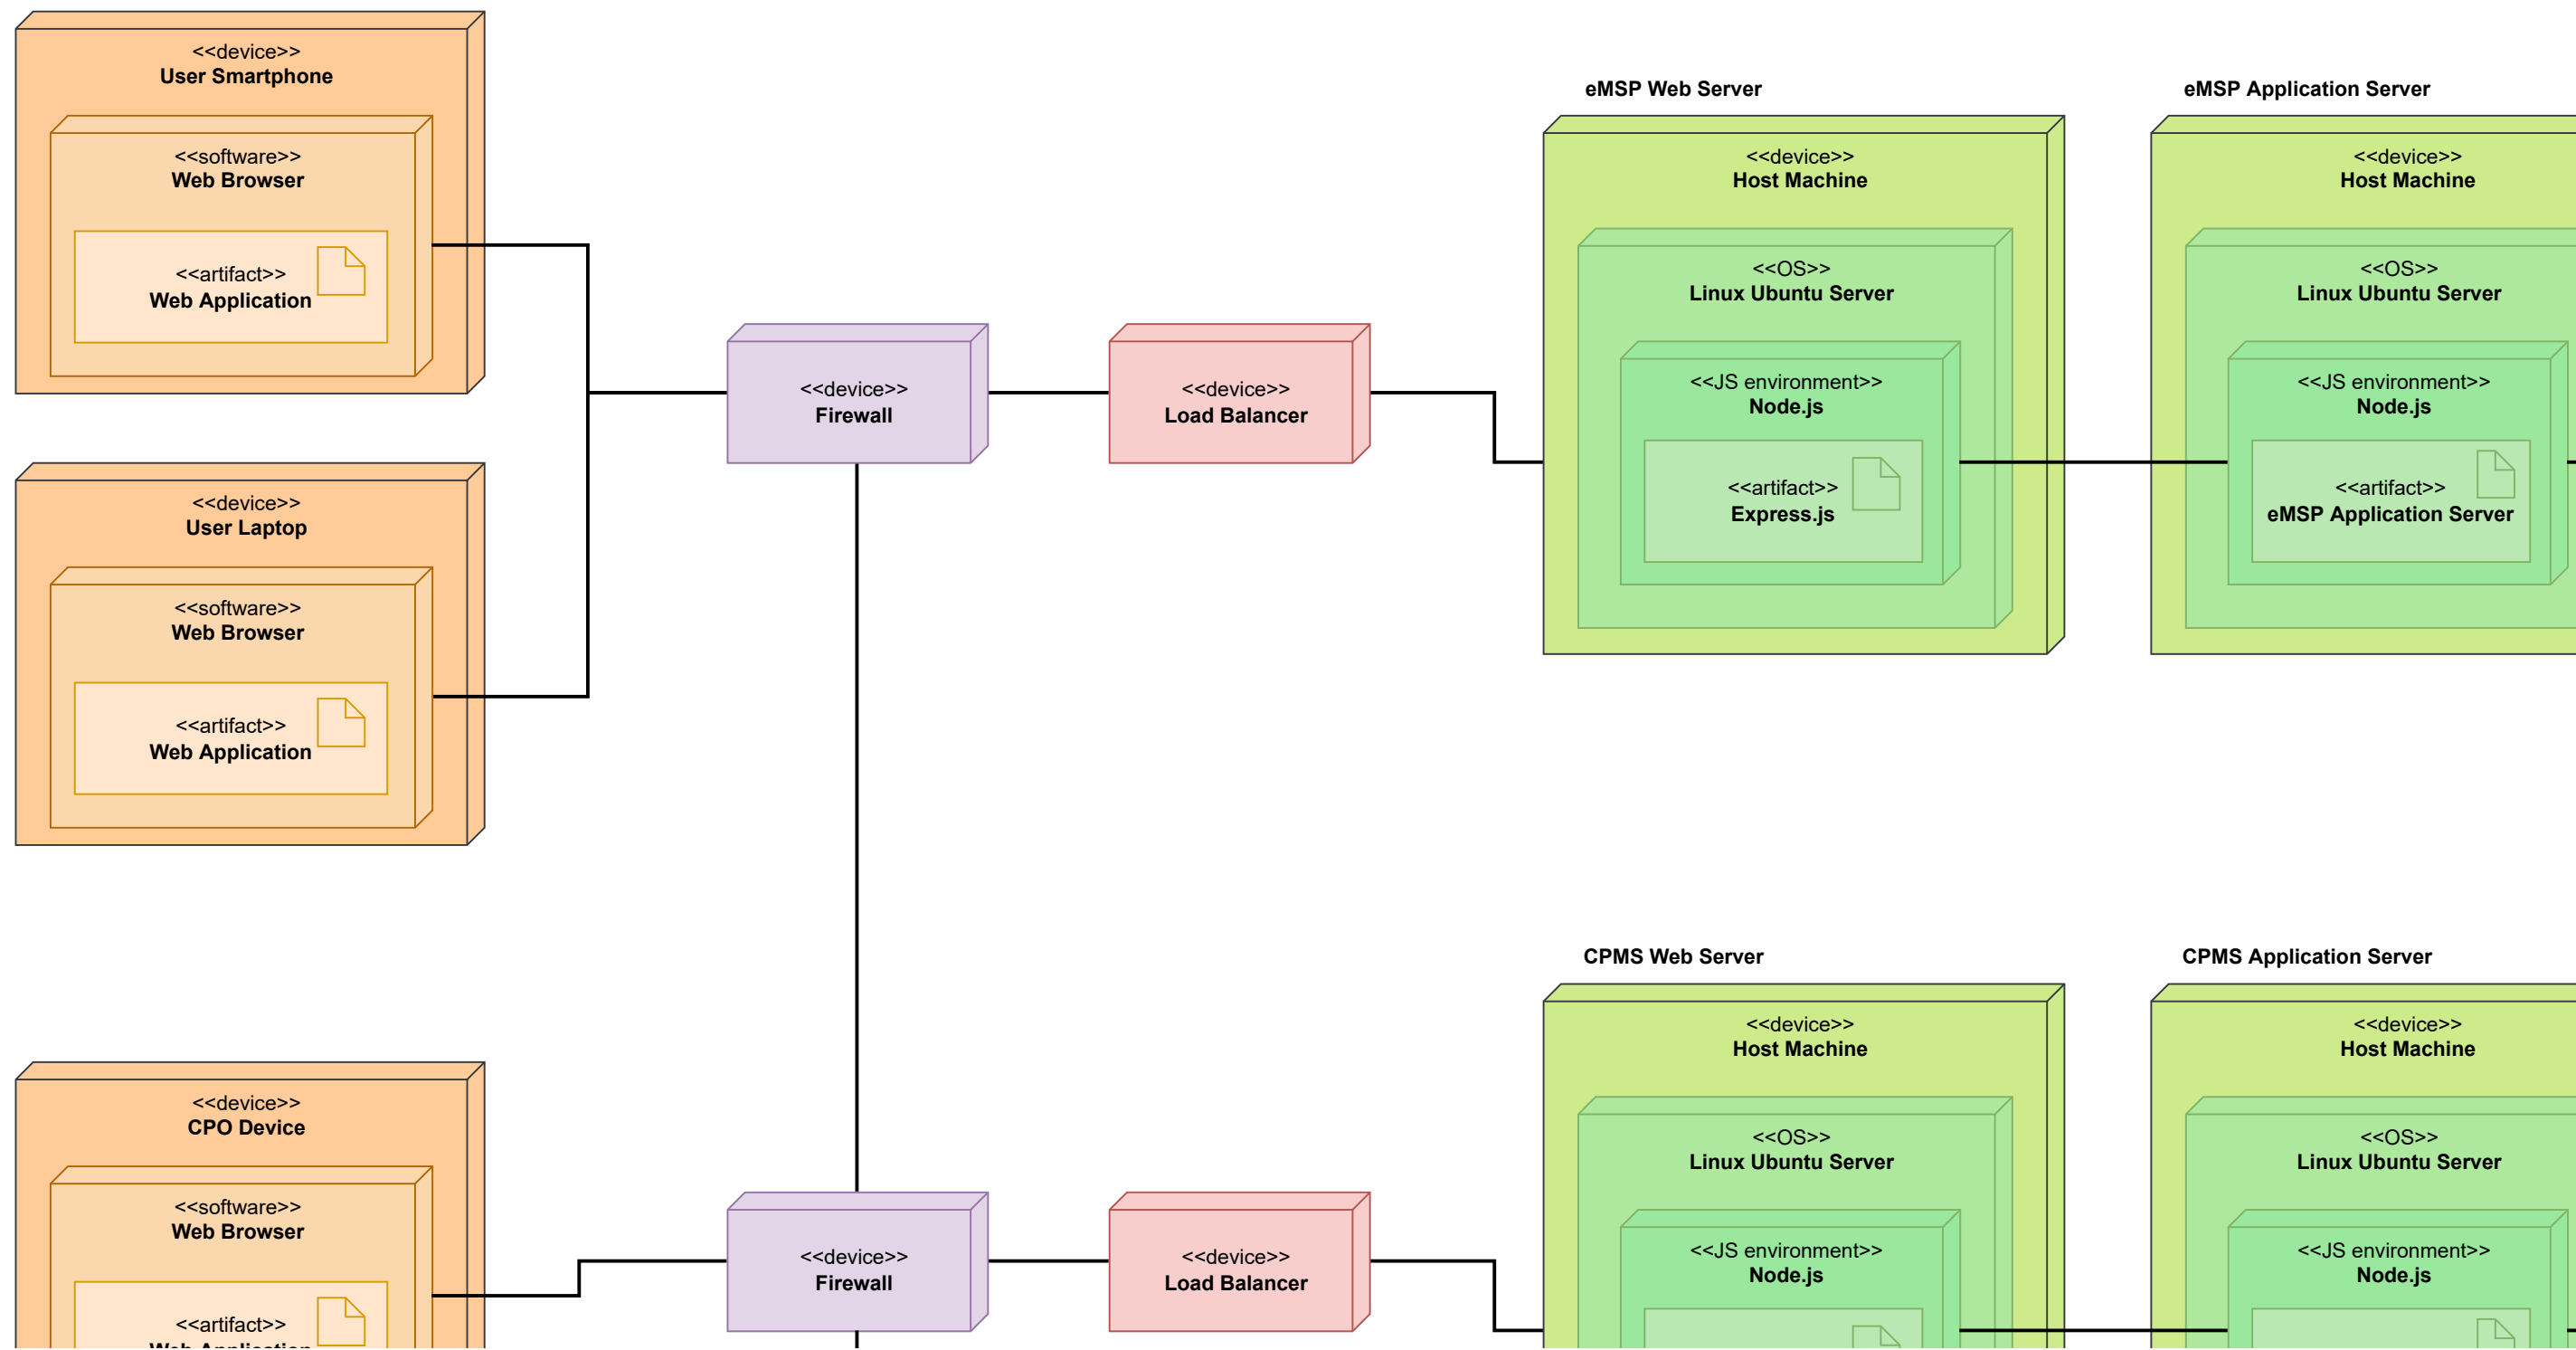 <<device>>
User Smartphone
<<software>>
Web Browser
<<artifact>>
Web Application
<<device>>
User Laptop
<<software>>
Web Browser
<<artifact>>
Web Application
<<device>>
Firewall
<<device>>
Load Balancer
eMSP Web Server
<<device>>
Host Machine
<<OS>>
Linux Ubuntu Server
<<JS environment>>
Node.js
<<artifact>>
Express.js
eMSP Application Server
<<device>>
Host Machine
<<OS>>
Linux Ubuntu Server
<<JS environment>>
Node.js
<<artifact>>
eMSP Application Server
<<device>>
CPO Device
<<software>>
Web Browser
<<artifact>>
Web Application
<<device>>
Firewall
<<device>>
Load Balancer
CPMS Web Server
<<device>>
Host Machine
<<OS>>
Linux Ubuntu Server
<<JS environment>>
Node.js
CPMS Application Server
<<device>>
Host Machine
<<OS>>
Linux Ubuntu Server
<<JS environment>>
Node.js